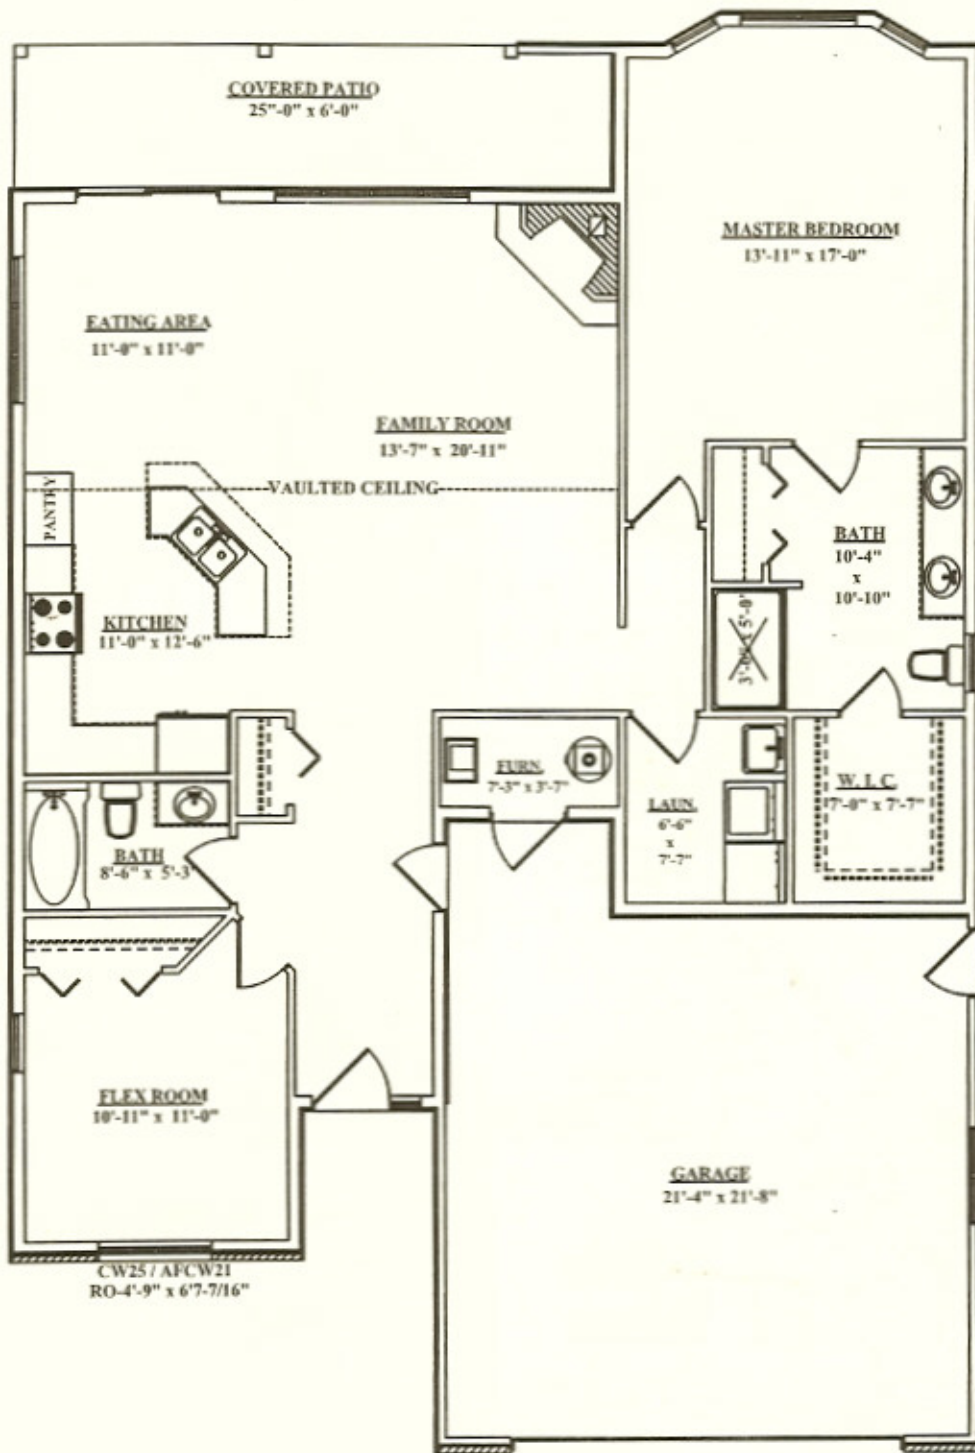 COVERED PATIO
25"-0" x 6'-0"
MASTER BEDROOM
13'-11" x 17'-0"
EATING AREA
11'-0" x 11'-0"
FAMILY ROOM
13'-7" x 20'-11"
VAULTED CEILING
PANTRY
BATH
10'-4"
x
10'-10"
KITCHEN
11'-0" x 12'-6"
3'-0" x 5'-0"
FURN.
7'-3" x 3'-7"
LAUN.
6'-6"
x
7'-7"
W. I. C.
7'-0" x 7'-7"
BATH
8'-6" x 5'-3"
FLEX ROOM
10'-11" x 11'-0"
GARAGE
21'-4" x 21'-8"
CW25 / AFCW21
RO-4'-9" x 6'7-7/16"